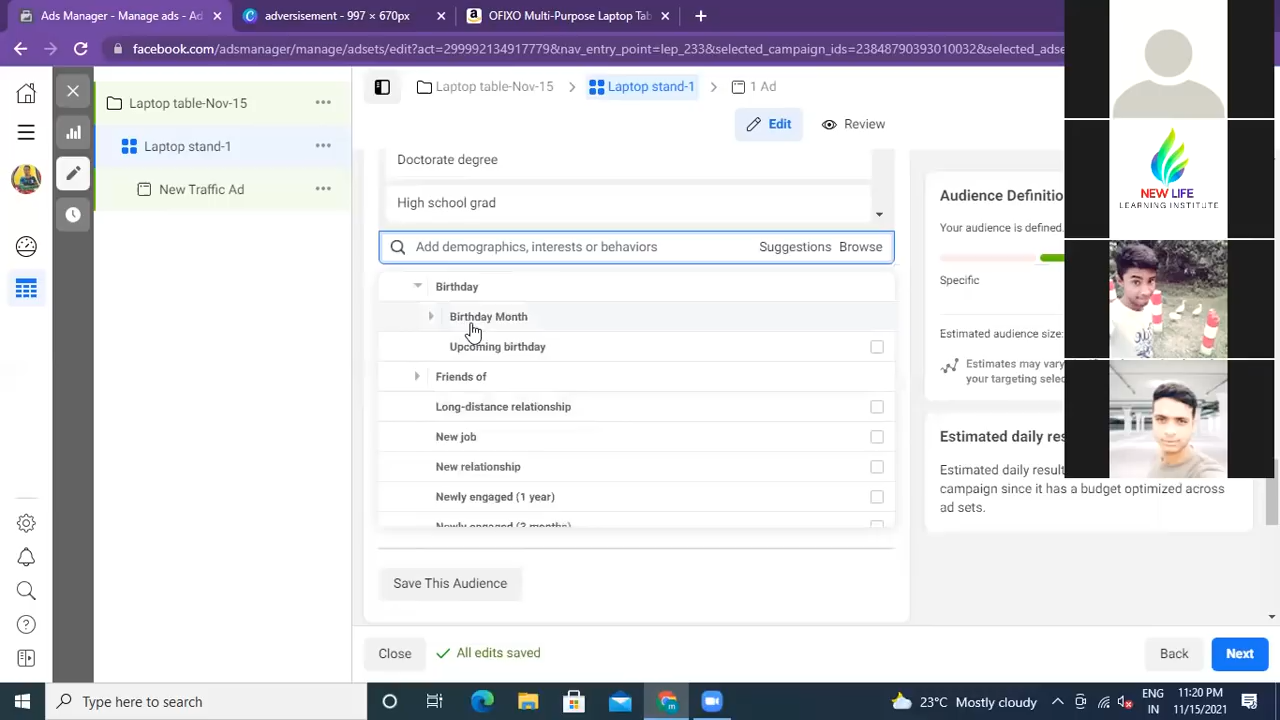 Ads Manager - Manage ads - Ad
adversisement - 997 × 670px
OFIXO Multi-Purpose Laptop Tabl
facebook.com/adsmanager/manage/adsets/edit?act=299992134917779&nav_entry_point=lep_233&selected_campaign_ids=23848790393010032&selected_adse
Laptop table-Nov-15
Laptop stand-1
New Traffic Ad
Laptop table-Nov-15
Laptop stand-1
1 Ad
Edit
Review
Doctorate degree
High school grad
Add demographics, interests or behaviors
Suggestions
Browse
Birthday
Birthday Month
Upcoming birthday
Friends of
Long-distance relationship
New job
New relationship
Newly engaged (1 year)
Newly engaged (3 months)
Save This Audience
Close
All edits saved
Back
Next
Audience Definitio
Your audience is defined.
Specific
Estimated audience size:
Estimates may vary
your targeting selec
Estimated daily res
Estimated daily result
campaign since it has a budget optimized across
ad sets.
NEW LIFE
LEARNING INSTITUTE
Type here to search
23°C Mostly cloudy
ENG
IN
11:20 PM
11/15/2021